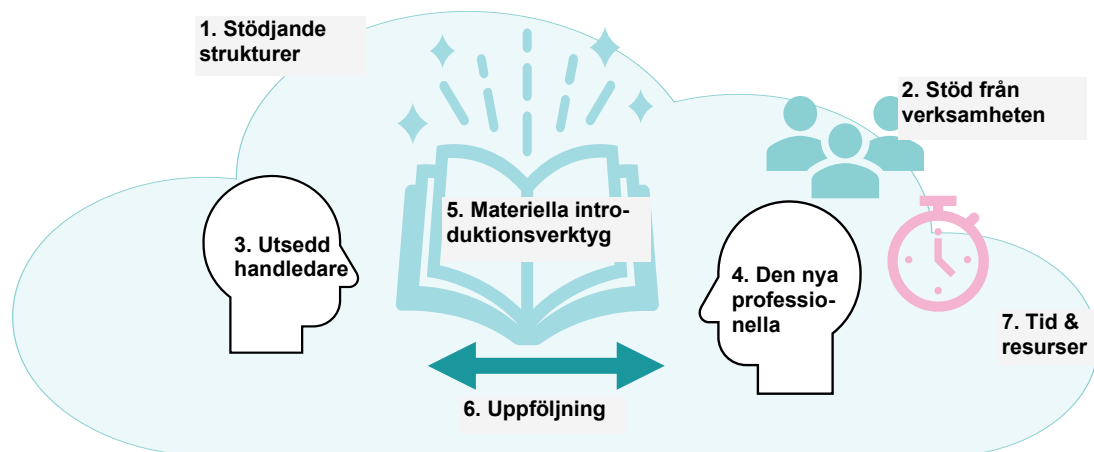 1. Stödjande
strukturer
2. Stöd från
verksamheten
3. Utsedd
handledare
4. Den nya
professio-
nella
5. Materiella intro-
duktionsverktyg
6. Uppföljning
7. Tid &
resurser